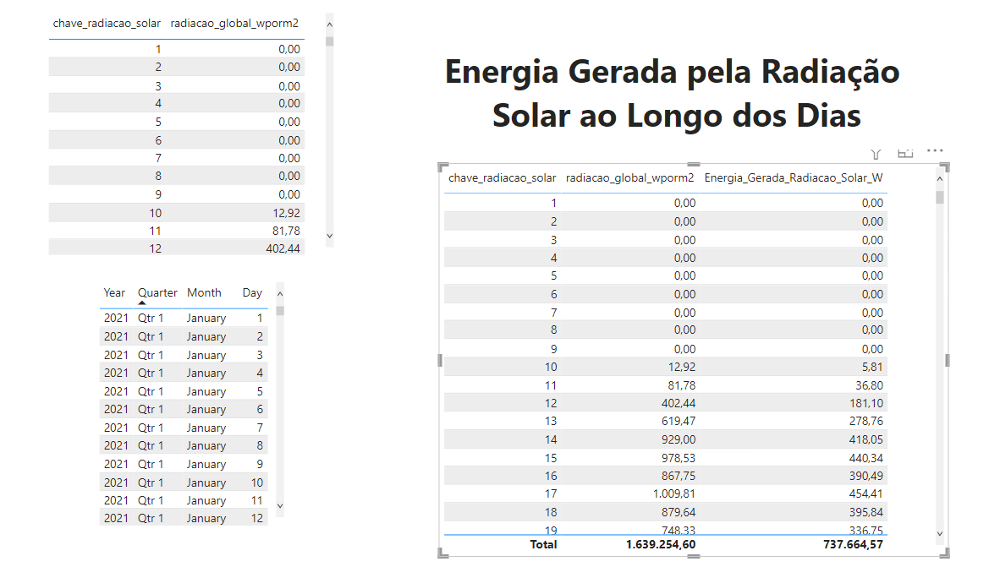 chave_radiacao_solar radiacao_global_wporm2
1 0,00
2 0,00
3 0,00
4 0,00
5 0,00
6 0,00
7 0,00
8 0,00
9 0,00
10 12,92
11 81,78
12 402,44
Year Quarter Month Day
2021 Qtr 1 January 1
2021 Qtr 1 January 2
2021 Qtr 1 January 3
2021 Qtr 1 January 4
2021 Qtr 1 January 5
2021 Qtr 1 January 6
2021 Qtr 1 January 7
2021 Qtr 1 January 8
2021 Qtr 1 January 9
2021 Qtr 1 January 10
2021 Qtr 1 January 11
2021 Qtr 1 January 12
Energia Gerada pela Radiação
Solar ao Longo dos Dias
chave_radiacao_solar radiacao_global_wporm2 Energia_Gerada_Radiacao_Solar_W
1 0,00 0,00
2 0,00 0,00
3 0,00 0,00
4 0,00 0,00
5 0,00 0,00
6 0,00 0,00
7 0,00 0,00
8 0,00 0,00
9 0,00 0,00
10 12,92 5,81
11 81,78 36,80
12 402,44 181,10
13 619,47 278,76
14 929,00 418,05
15 978,53 440,34
16 867,75 390,49
17 1.009,81 454,41
18 879,64 395,84
19 748,33 336,75
Total 1.639.254,60 737.664,57